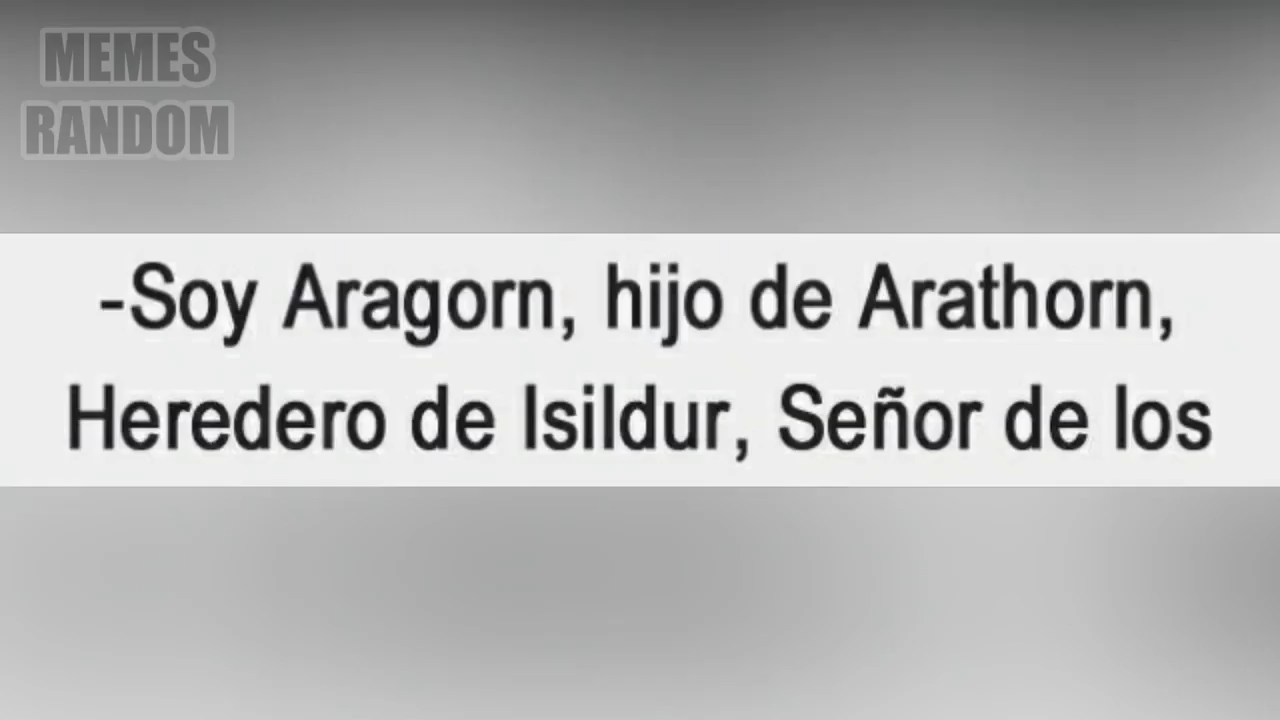 MEMES
RANDOM
-Soy Aragorn, hijo de Arathorn,
Heredero de Isildur, Señor de los